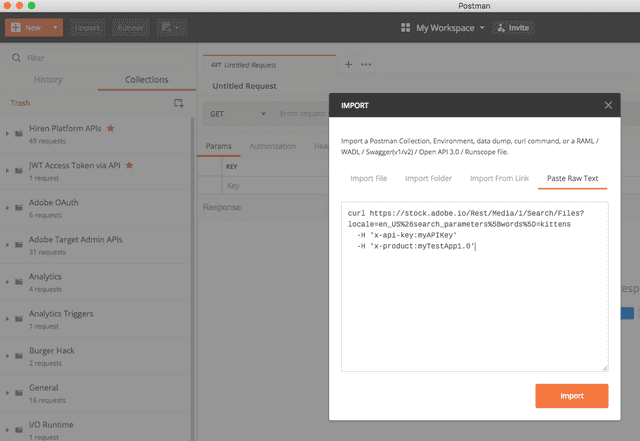 Postman
New
Import
Runner
My Workspace
Invite
Filter
History
Collections
Trash
Hiren Platform APIs
49 requests
JWT Access Token via API
1 request
Adobe OAuth
6 requests
Adobe Target Admin APIs
31 requests
Analytics
4 requests
Analytics Triggers
1 request
Burger Hack
2 requests
General
16 requests
I/O Runtime
1 request
GET Untitled Request
Untitled Request
GET
Enter reque
Params
Authorization
Head
KEY
Key
Response
IMPORT
Import a Postman Collection, Environment, data dump, curl command, or a RAML /
WADL / Swagger(v1/v2) / Open API 3.0 / Runscope file.
Import File
Import Folder
Import From Link
Paste Raw Text
curl https://stock.adobe.io/Rest/Media/1/Search/Files?
locale=en_US%26search_parameters%5Bwords%5D=kittens
-H 'x-api-key:myAPIKey'
-H 'x-product:myTestApp1.0'
Import
resp